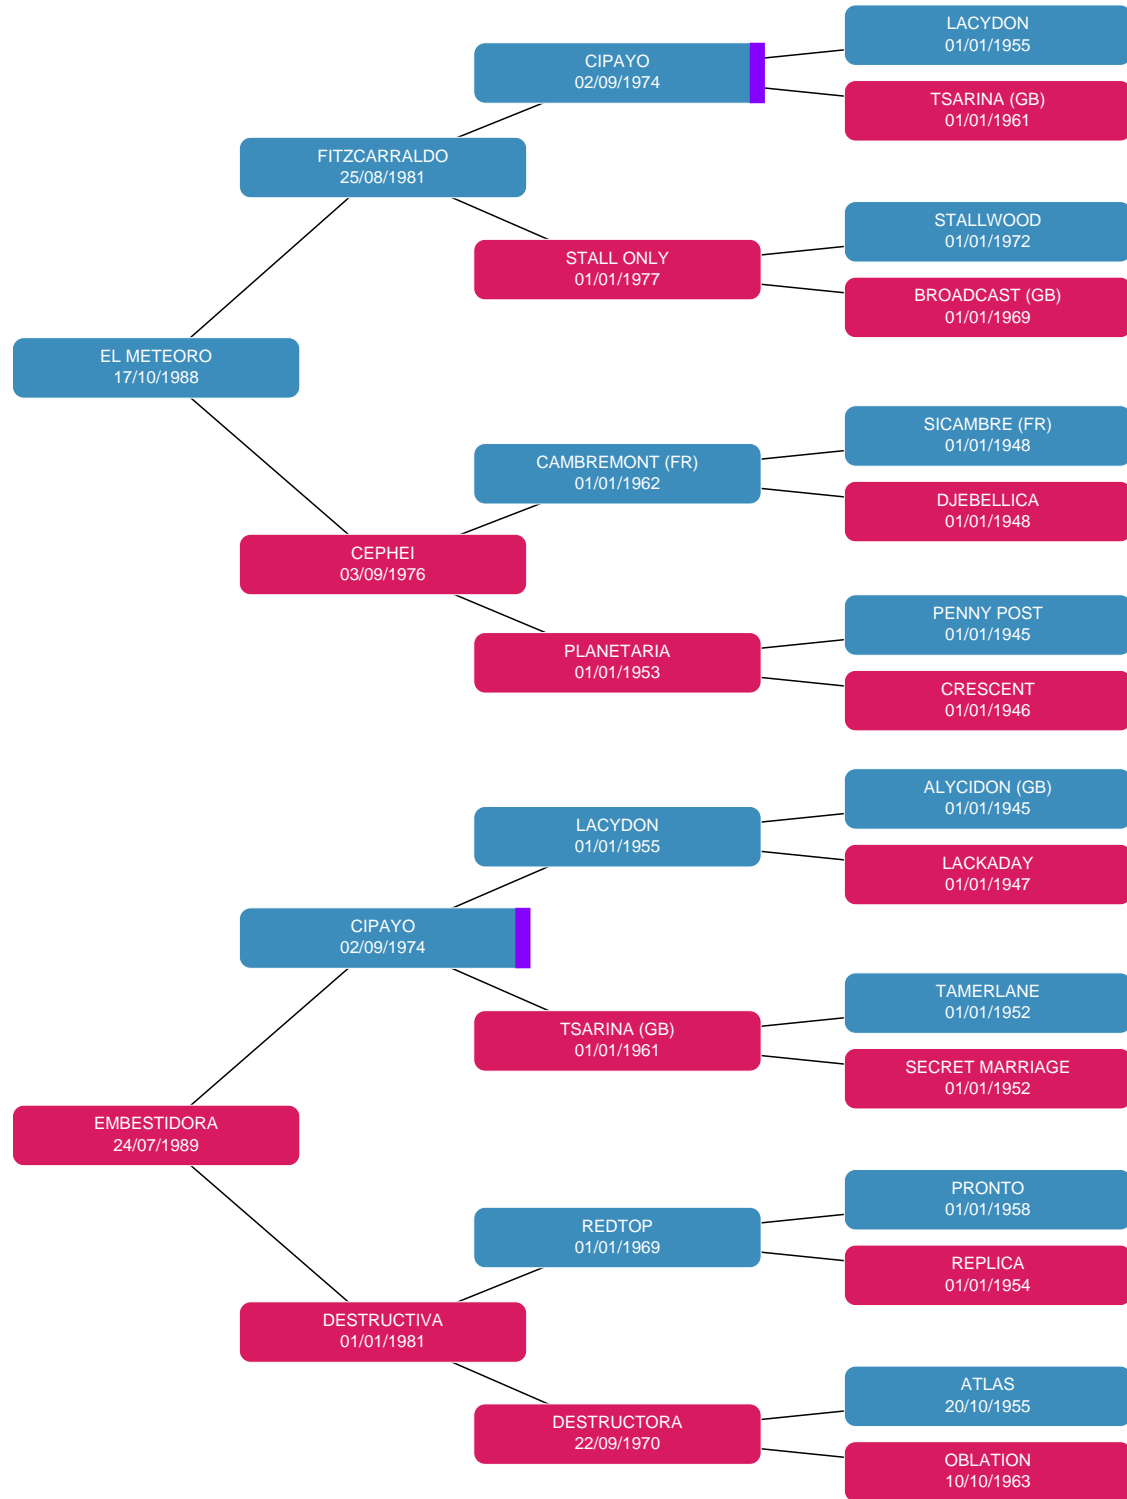 LACYDON
01/01/1955
CIPAYO
02/09/1974
TSARINA (GB)
01/01/1961
FITZCARRALDO
25/08/1981
STALLWOOD
01/01/1972
STALL ONLY
01/01/1977
BROADCAST (GB)
01/01/1969
EL METEORO
17/10/1988
SICAMBRE (FR)
01/01/1948
CAMBREMONT (FR)
01/01/1962
DJEBELLICA
01/01/1948
CEPHEI
03/09/1976
PENNY POST
01/01/1945
PLANETARIA
01/01/1953
CRESCENT
01/01/1946
ALYCIDON (GB)
01/01/1945
LACYDON
01/01/1955
LACKADAY
01/01/1947
CIPAYO
02/09/1974
TAMERLANE
01/01/1952
TSARINA (GB)
01/01/1961
SECRET MARRIAGE
01/01/1952
EMBESTIDORA
24/07/1989
PRONTO
01/01/1958
REDTOP
01/01/1969
REPLICA
01/01/1954
DESTRUCTIVA
01/01/1981
ATLAS
20/10/1955
DESTRUCTORA
22/09/1970
OBLATION
10/10/1963